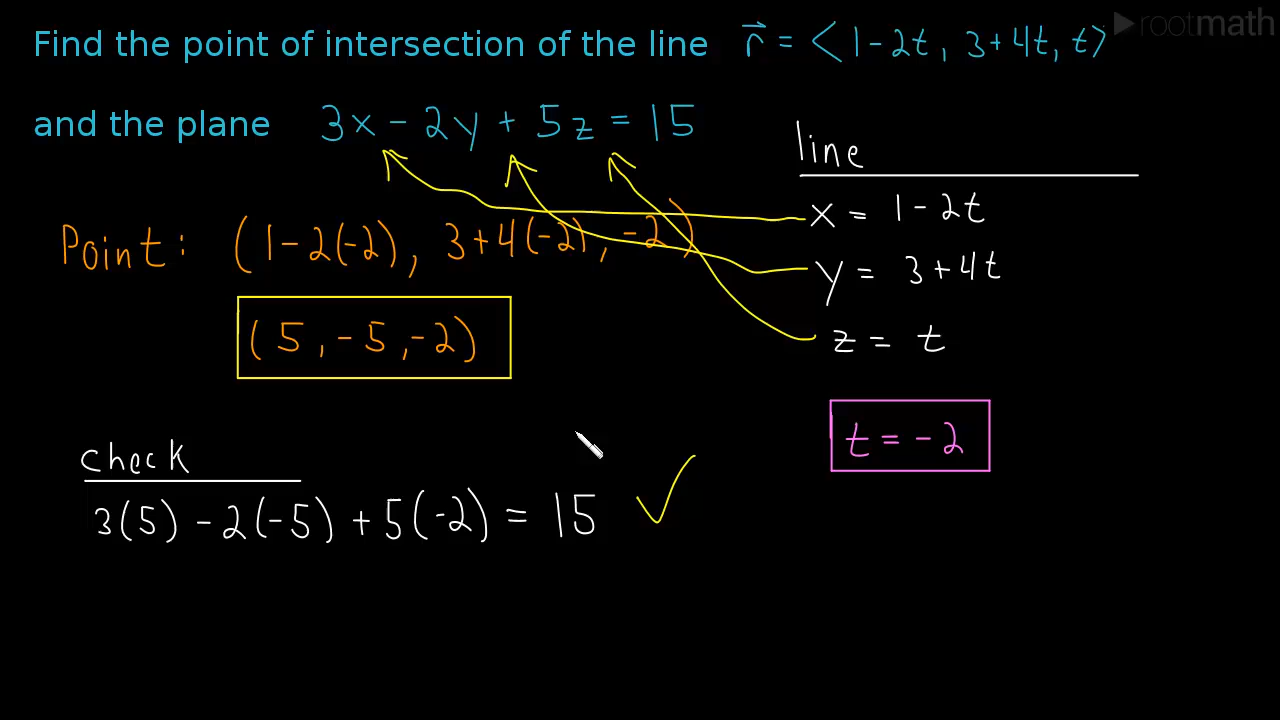 rootmath
Find the point of intersection of the line r⃗ = <1-2t, 3+4t, t>
and the plane 3x - 2y + 5z = 15
line
x = 1-2t
y = 3+4t
z = t
t = -2
Point: (1-2(-2), 3+4(-2), -2)
(5, -5, -2)
check
3(5) - 2(-5) + 5(-2) = 15 ✓